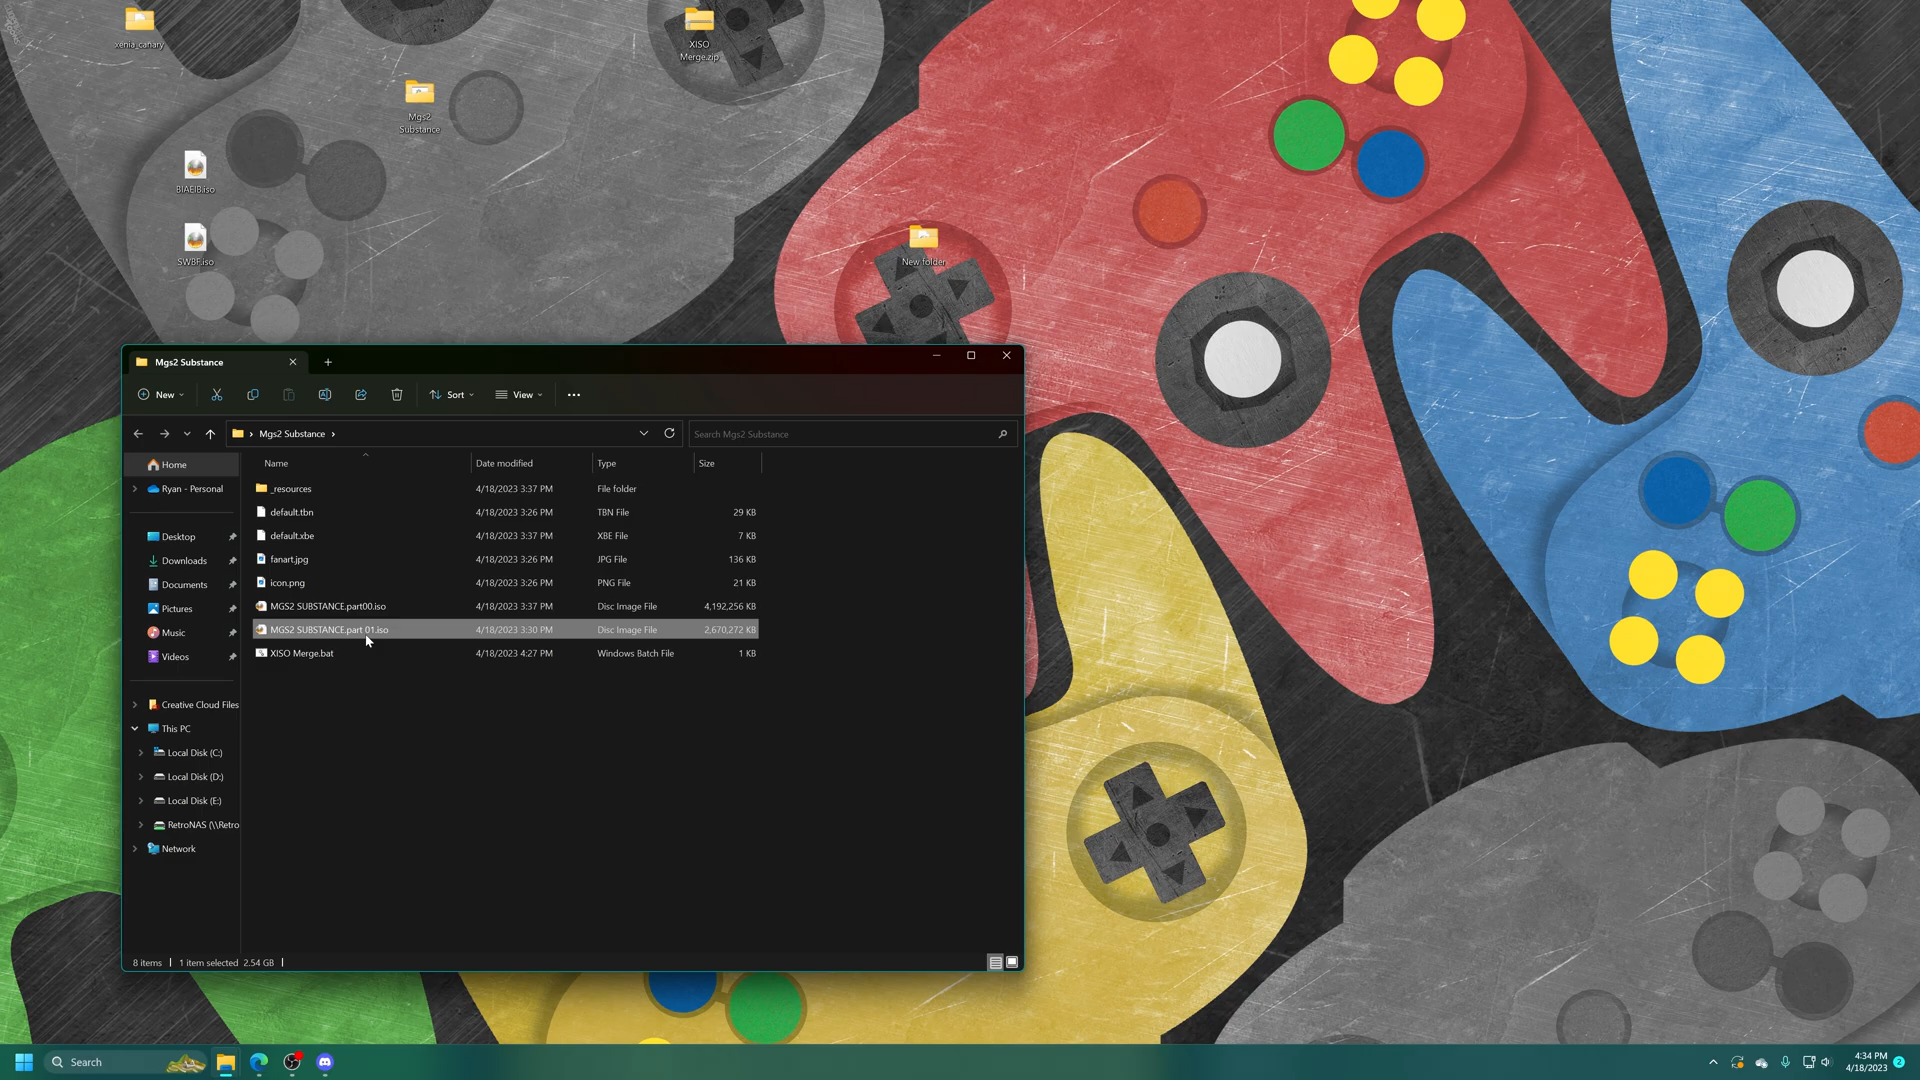 xenia_canary
XISO
Merge.zip
Mgs2
Substance
BIAEIB.iso
SWBF.iso
New folder
Mgs2 Substance
New
Sort
View
Mgs2 Substance
Search Mgs2 Substance
Name
Date modified
Type
Size
Home
Ryan - Personal
Desktop
Downloads
Documents
Pictures
Music
Videos
Creative Cloud Files
This PC
Local Disk (C:)
Local Disk (D:)
Local Disk (E:)
RetroNAS (\\Retro
Network
_resources 4/18/2023 3:37 PM File folder
default.tbn 4/18/2023 3:26 PM TBN File 29 KB
default.xbe 4/18/2023 3:37 PM XBE File 7 KB
fanart.jpg 4/18/2023 3:26 PM JPG File 136 KB
icon.png 4/18/2023 3:26 PM PNG File 21 KB
MGS2 SUBSTANCE.part00.iso 4/18/2023 3:37 PM Disc Image File 4,192,256 KB
MGS2 SUBSTANCE.part 01.iso 4/18/2023 3:30 PM Disc Image File 2,670,272 KB
XISO Merge.bat 4/18/2023 4:27 PM Windows Batch File 1 KB
8 items 1 item selected 2.54 GB
Search
4:34 PM
4/18/2023
2